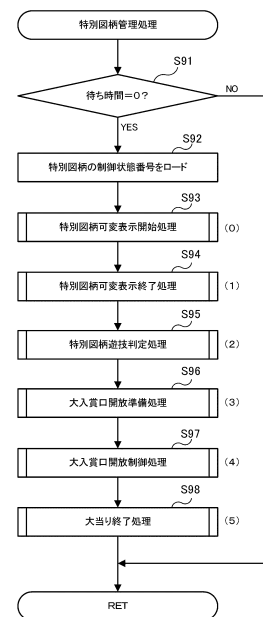 特別図柄管理処理
S91
待ち時間=0?
NO
YES
S92
特別図柄の制御状態番号をロード
S93
特別図柄可変表示開始処理
(0)
S94
特別図柄可変表示終了処理
(1)
S95
特別図柄遊技判定処理
(2)
S96
大入賞口開放準備処理
(3)
S97
大入賞口開放制御処理
(4)
S98
大当り終了処理
(5)
RET